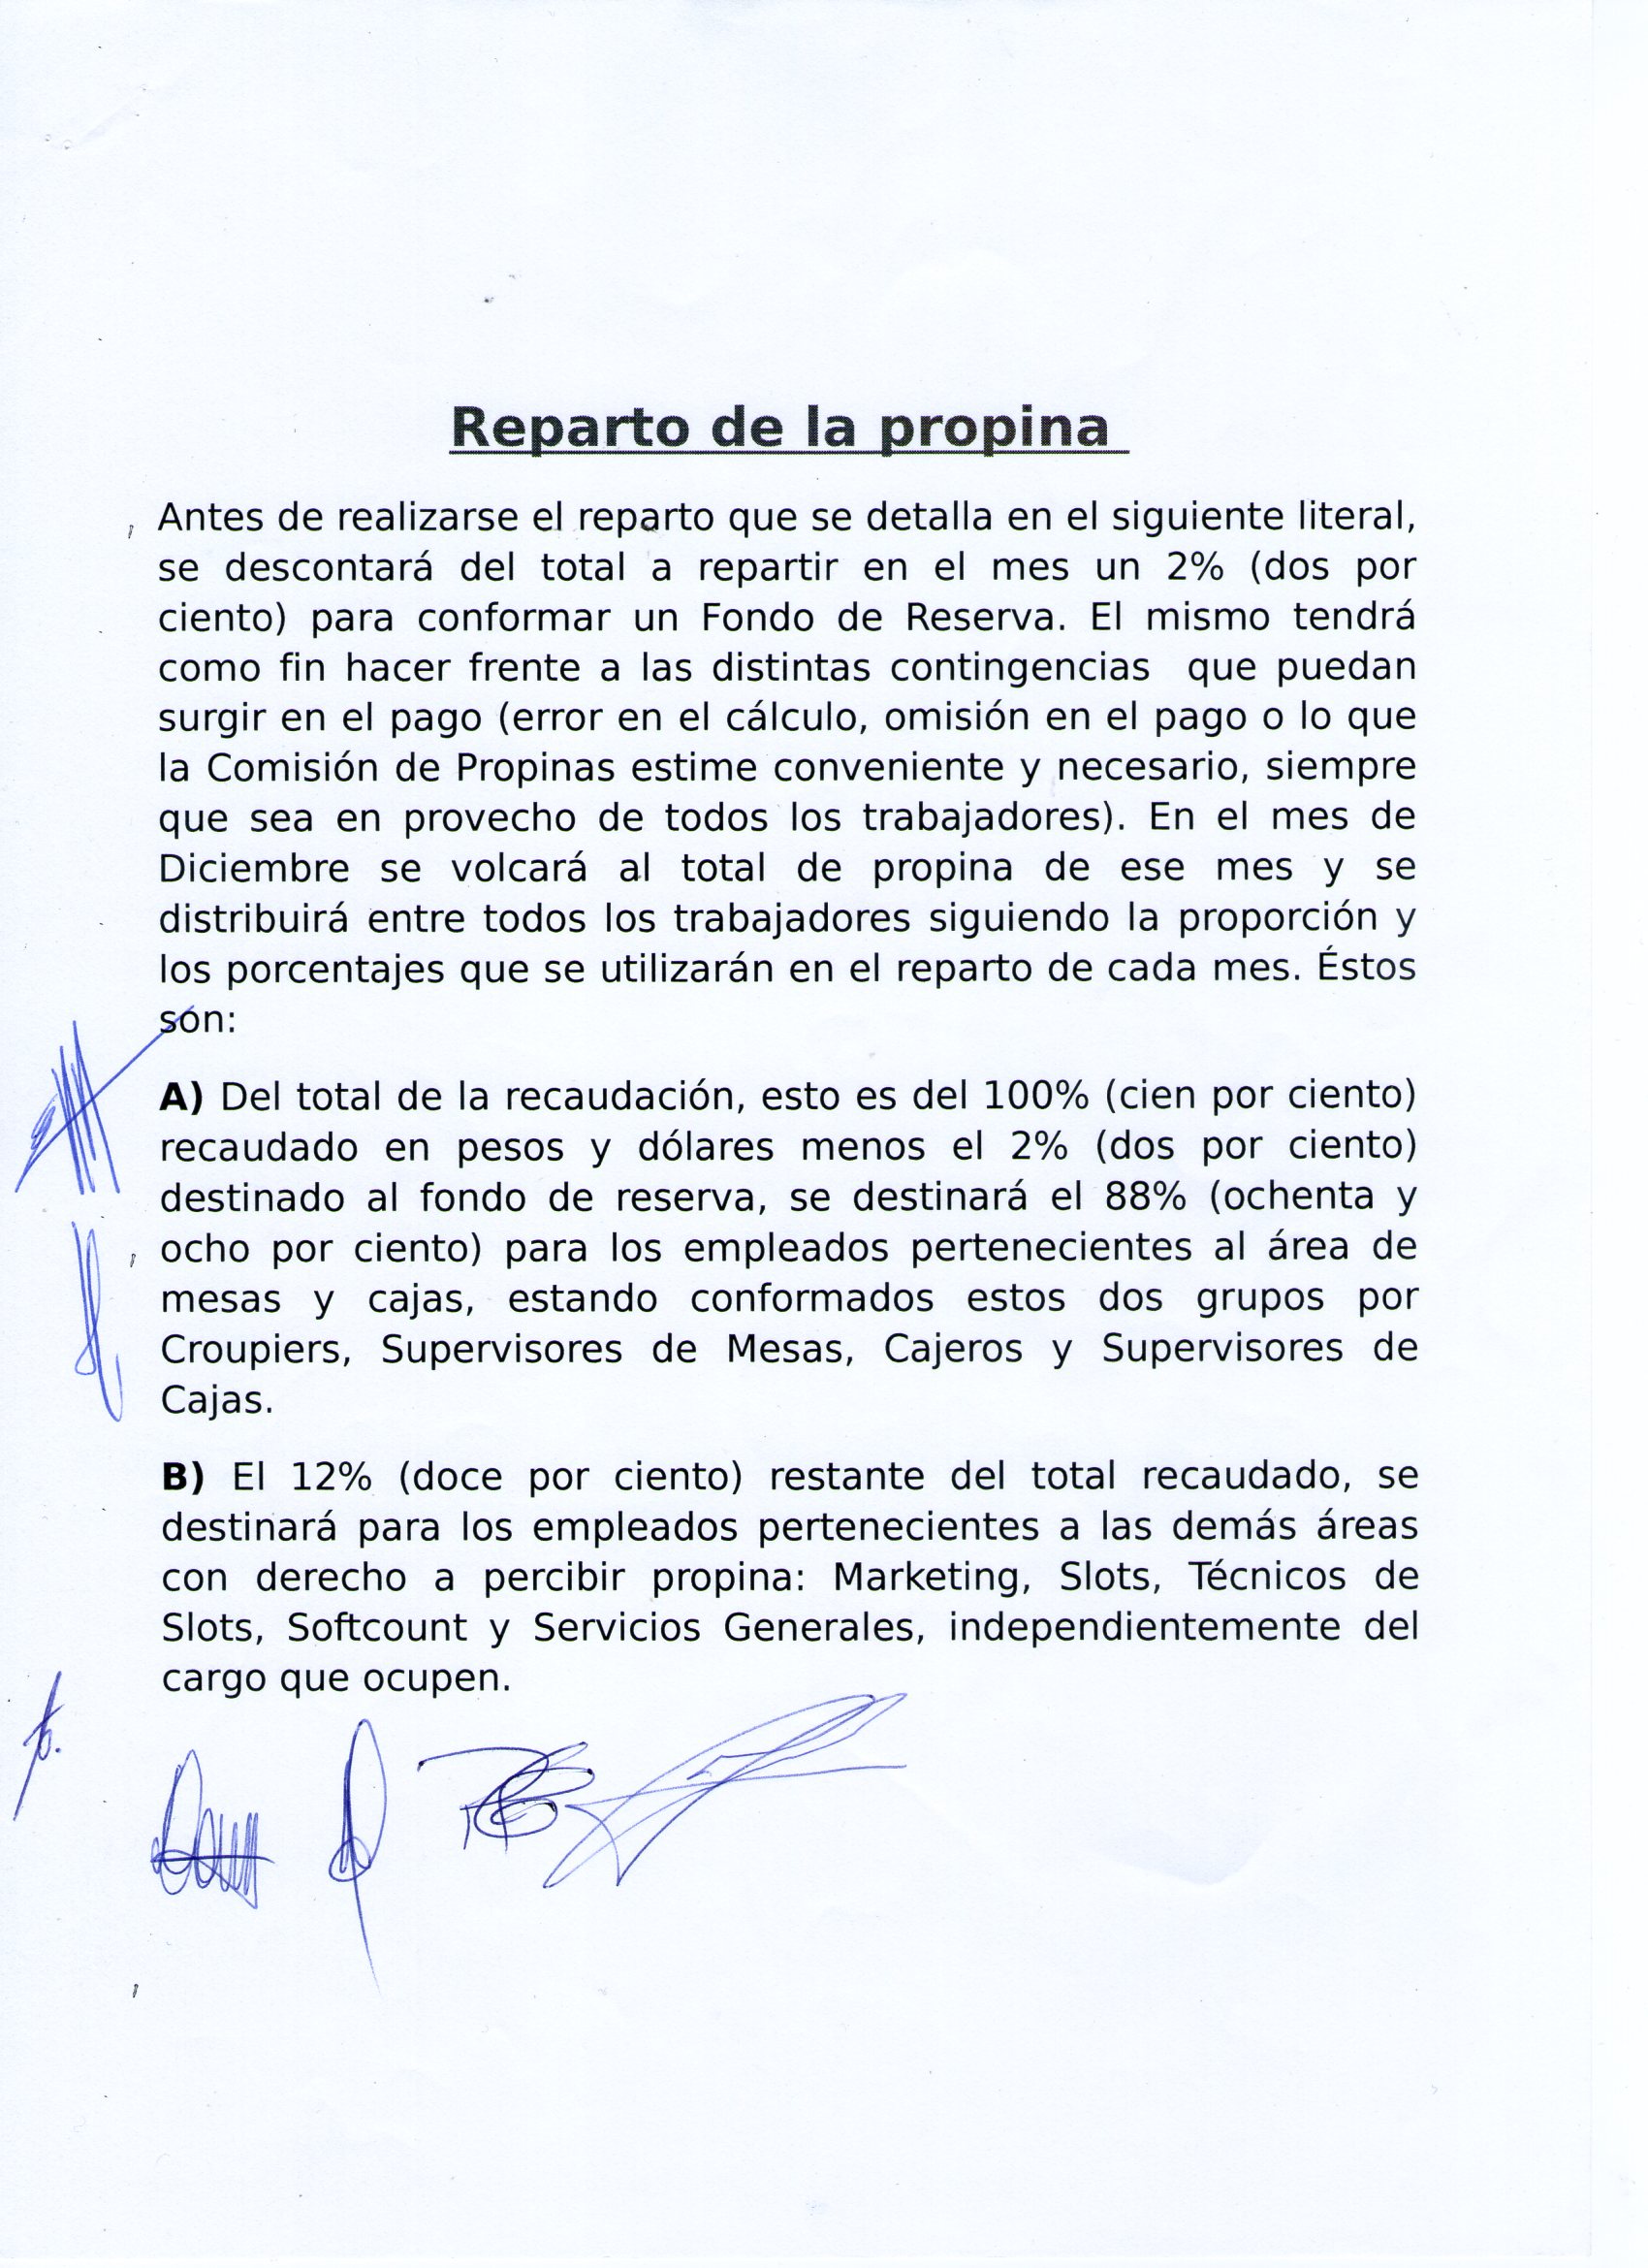 Reparto de la propina
Antes de realizarse el reparto que se detalla en el siguiente literal,
se descontará del total a repartir en el mes un 2% (dos por
ciento) para conformar un Fondo de Reserva. El mismo tendrá
como fin hacer frente a las distintas contingencias que puedan
surgir en el pago (error en el cálculo, omisión en el pago o lo que
la Comisión de Propinas estime conveniente y necesario, siempre
que sea en provecho de todos los trabajadores). En el mes de
Diciembre se volcará al total de propina de ese mes y se
distribuirá entre todos los trabajadores siguiendo la proporción y
los porcentajes que se utilizarán en el reparto de cada mes. Éstos
son:
A) Del total de la recaudación, esto es del 100% (cien por ciento)
recaudado en pesos y dólares menos el 2% (dos por ciento)
destinado al fondo de reserva, se destinará el 88% (ochenta y
ocho por ciento) para los empleados pertenecientes al área de
mesas y cajas, estando conformados estos dos grupos por
Croupiers, Supervisores de Mesas, Cajeros y Supervisores de
Cajas.
B) El 12% (doce por ciento) restante del total recaudado, se
destinará para los empleados pertenecientes a las demás áreas
con derecho a percibir propina: Marketing, Slots, Técnicos de
Slots, Softcount y Servicios Generales, independientemente del
cargo que ocupen.